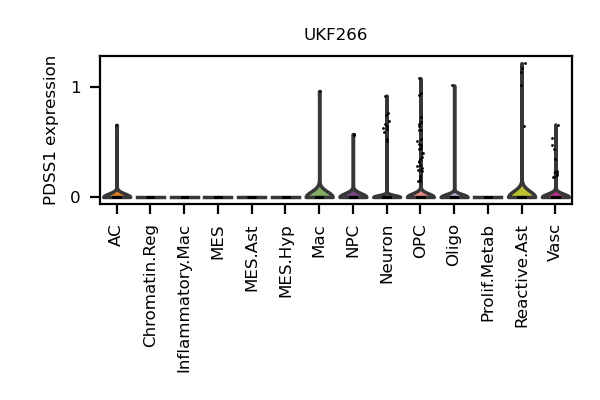 UKF266
PDSS1 expression
1
0
AC
Chromatin.Reg
Inflammatory.Mac
MES
MES.Ast
MES.Hyp
Mac
NPC
Neuron
OPC
Oligo
Prolif.Metab
Reactive.Ast
Vasc